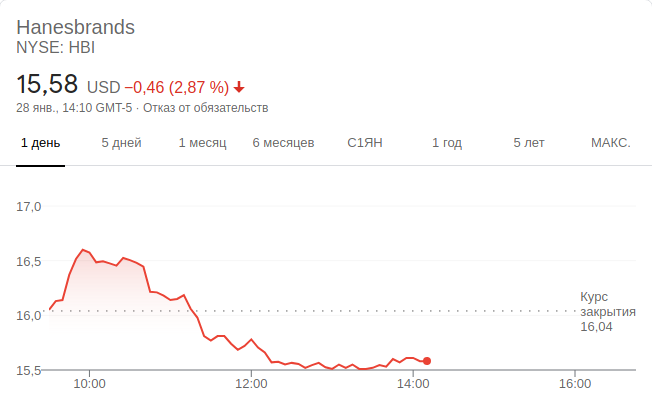 Hanesbrands
NYSE: HBI
15,58 USD −0,46 (2,87 %)
28 янв., 14:10 GMT-5 · Отказ от обязательств
1 день 5 дней 1 месяц 6 месяцев С1ЯН 1 год 5 лет МАКС.
17,0
16,5
Курс
закрытия
16,04
16,0
15,5
10:00 12:00 14:00 16:00